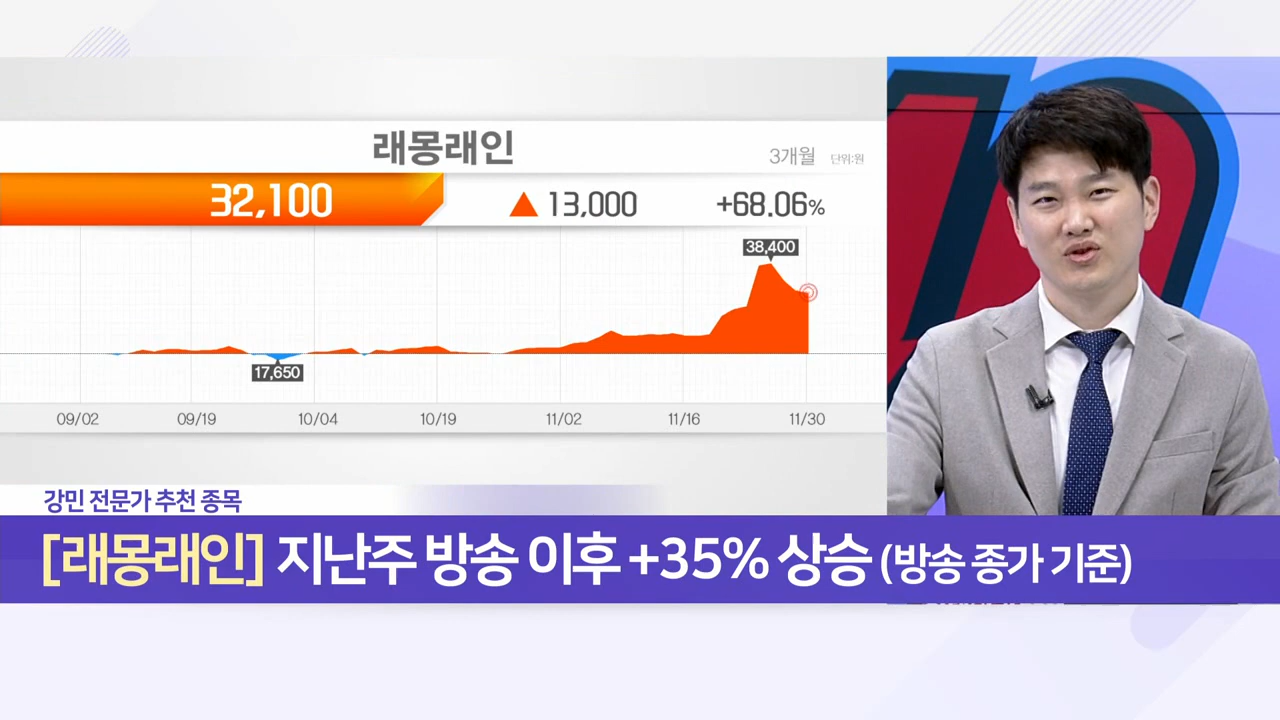 래몽래인
3개월 단위:원
32,100 ▲ 13,000 +68.06%
38,400
17,650
09/02 09/19 10/04 10/19 11/02 11/16 11/30
강민 전문가 추천 종목
[래몽래인] 지난주 방송 이후 +35% 상승 (방송 종가 기준)